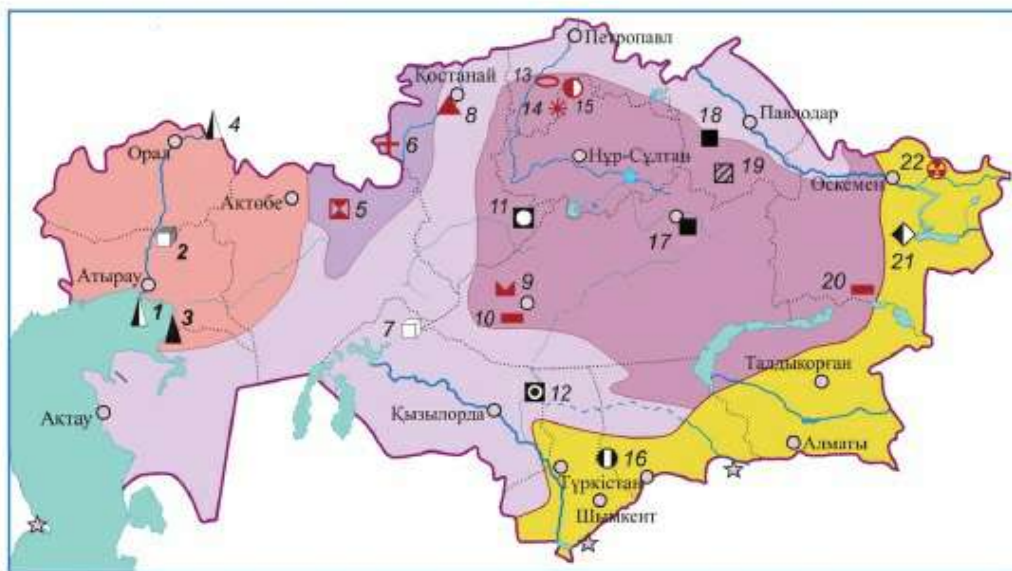 Петропавл
Қостанай
13
8
14
15
18
Павлодар
4
Орал
6
Нұр-Сұлтан
19
22
Өскемен
Ақтөбе
5
11
17
2
21
Атырау
9
20
1
3
10
7
Талдықорған
12
Ақтау
Қызылорда
Алматы
16
Түркістан
Шымкент